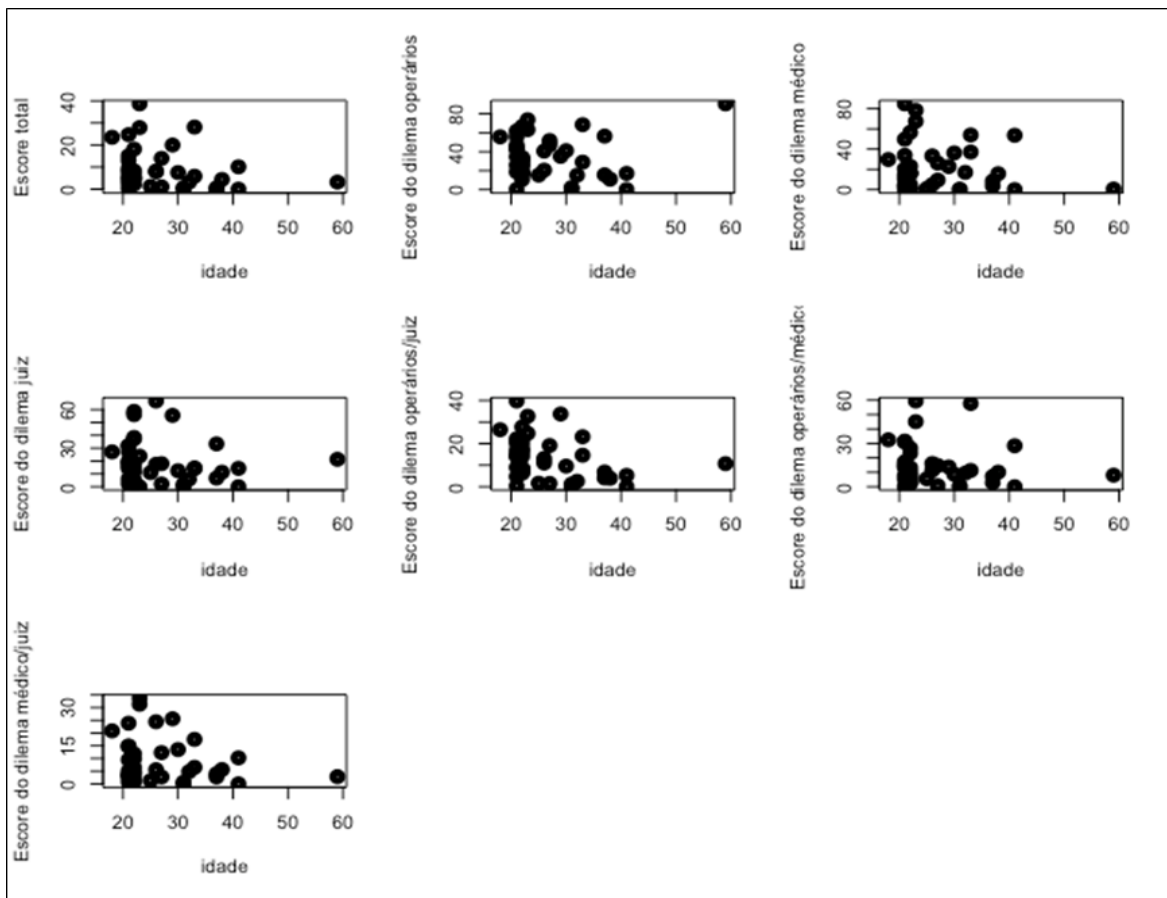 Escore total
40
20
0
20 30 40 50 60
idade
Escore do dilema operários
80
40
0
20 30 40 50 60
idade
Escore do dilema médico
80
40
0
20 30 40 50 60
idade
Escore do dilema juiz
60
30
0
20 30 40 50 60
idade
Escore do dilema operários/juiz
40
20
0
20 30 40 50 60
idade
Escore do dilema operários/médico
60
30
0
20 30 40 50 60
idade
Escore do dilema médico/juiz
30
15
0
20 30 40 50 60
idade